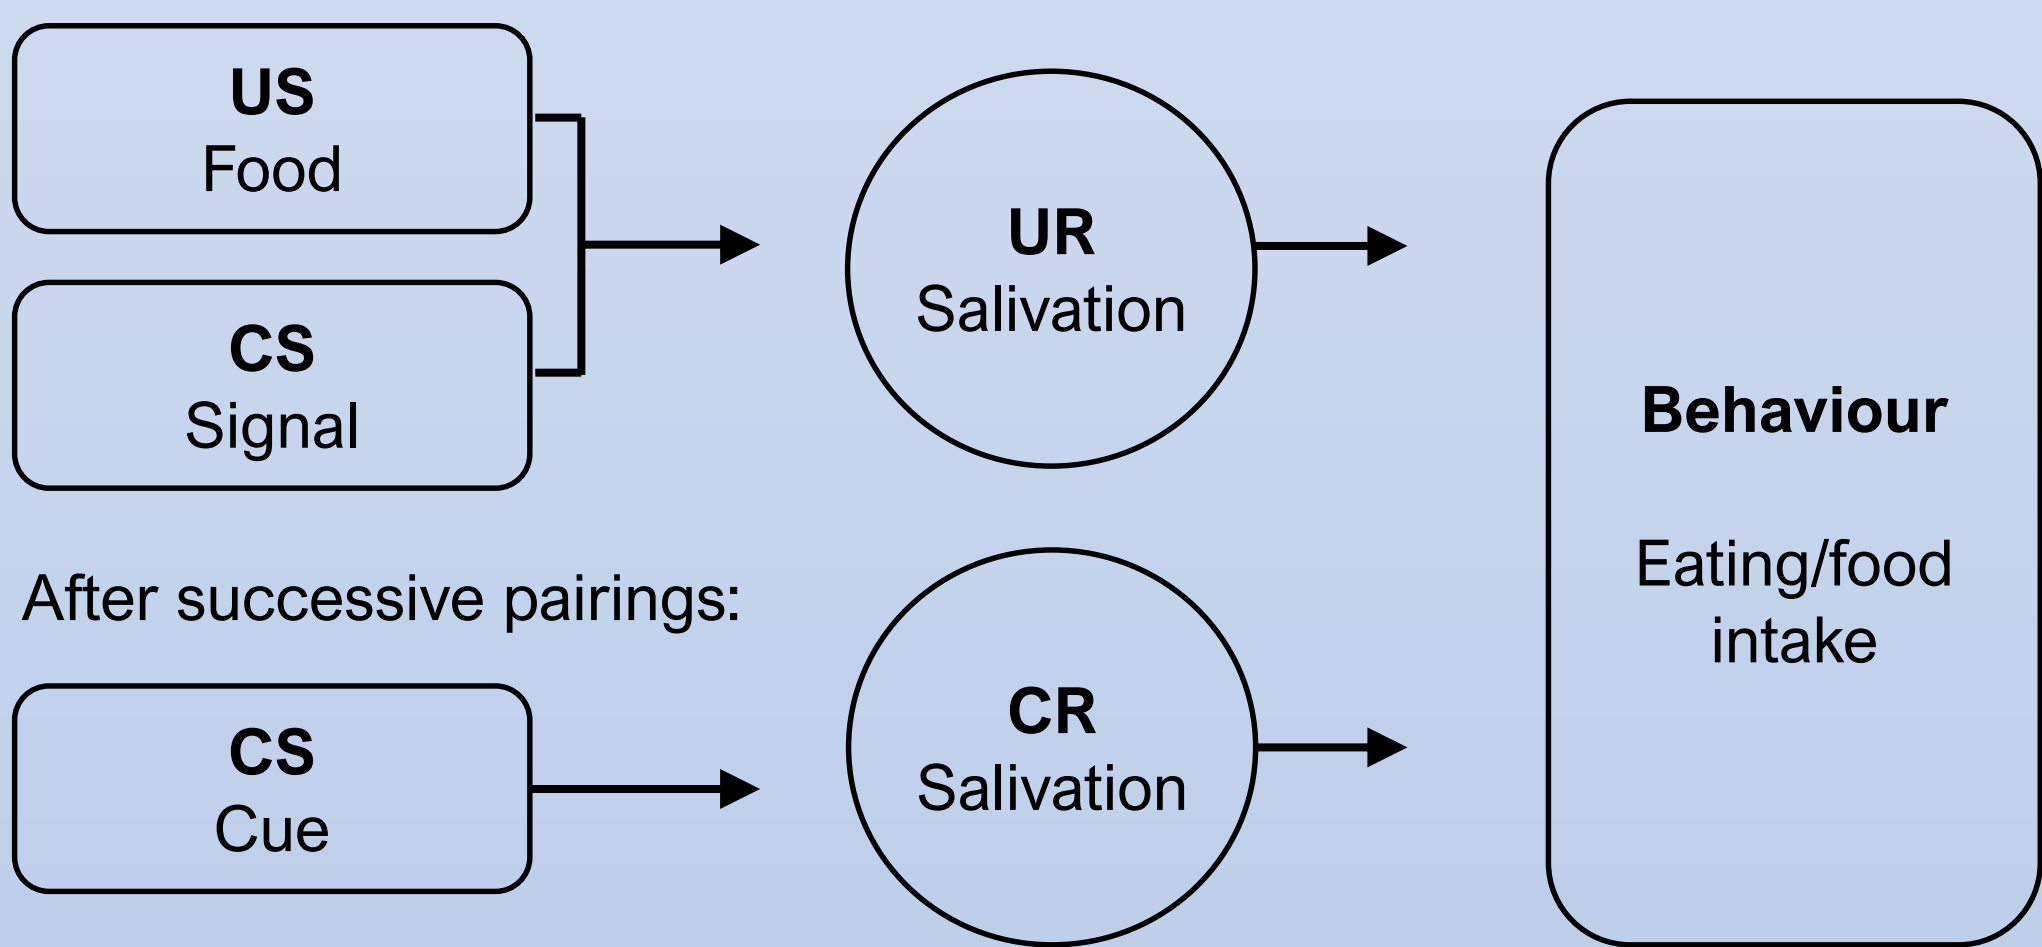 US
Food
CS
Signal
UR
Salivation
After successive pairings:
CS
Cue
CR
Salivation
Behaviour
Eating/food
intake